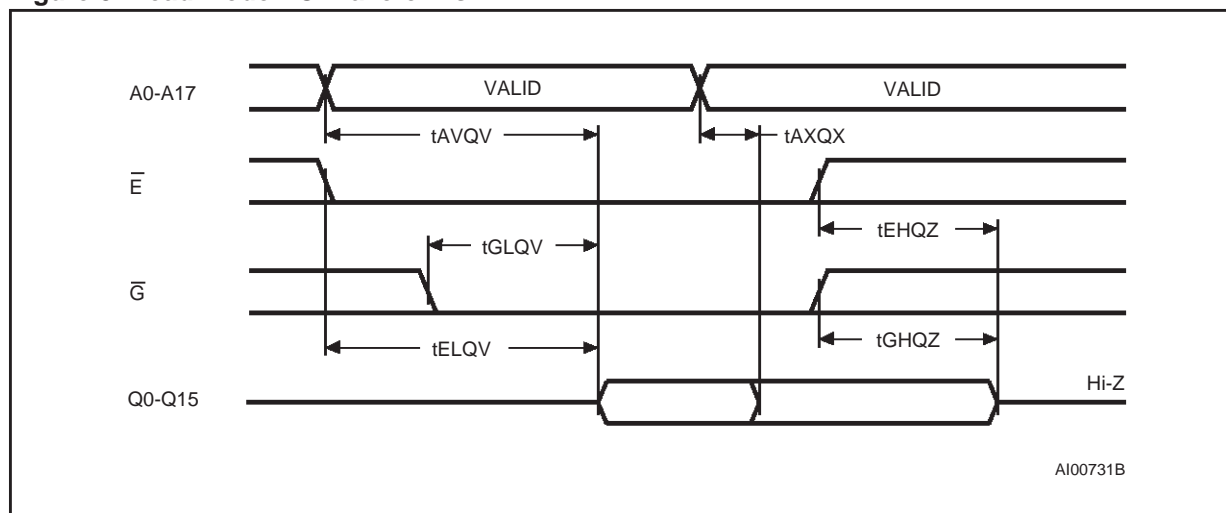 A0-A17
VALID
VALID
tAVQV
tAXQX
E
tEHQZ
tGLQV
G
tELQV
tGHQZ
Q0-Q15
Hi-Z
AI00731B